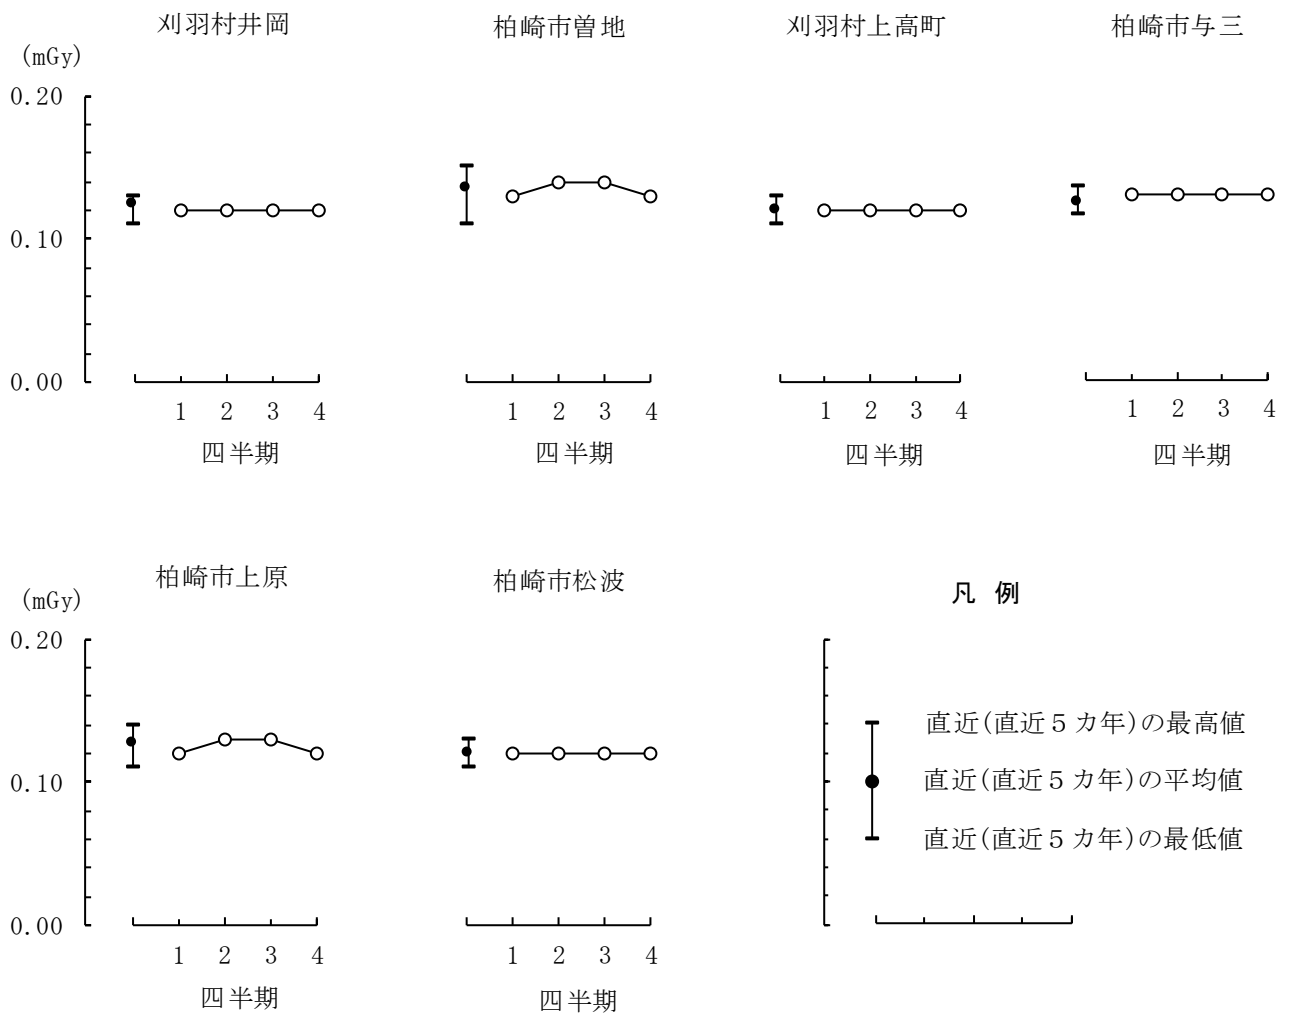 刈羽村井岡
柏崎市曽地
刈羽村上高町
柏崎市与三
(mGy)
0.20
0.10
0.00
1 2 3 4
四半期
1 2 3 4
四半期
1 2 3 4
四半期
1 2 3 4
四半期
柏崎市上原
柏崎市松波
凡 例
(mGy)
0.20
0.10
0.00
1 2 3 4
四半期
1 2 3 4
四半期
直近(直近５カ年)の最高値
直近(直近５カ年)の平均値
直近(直近５カ年)の最低値